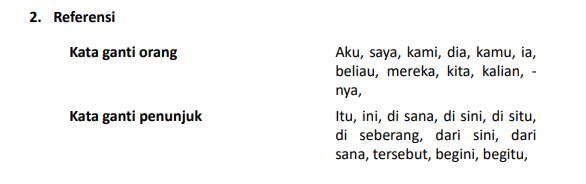 2. Referensi
Kata ganti orang
Aku, saya, kami, dia, kamu, ia,
beliau, mereka, kita, kalian, -
nya,
Kata ganti penunjuk
Itu, ini, di sana, di sini, di situ,
di seberang, dari sini, dari
sana, tersebut, begini, begitu,